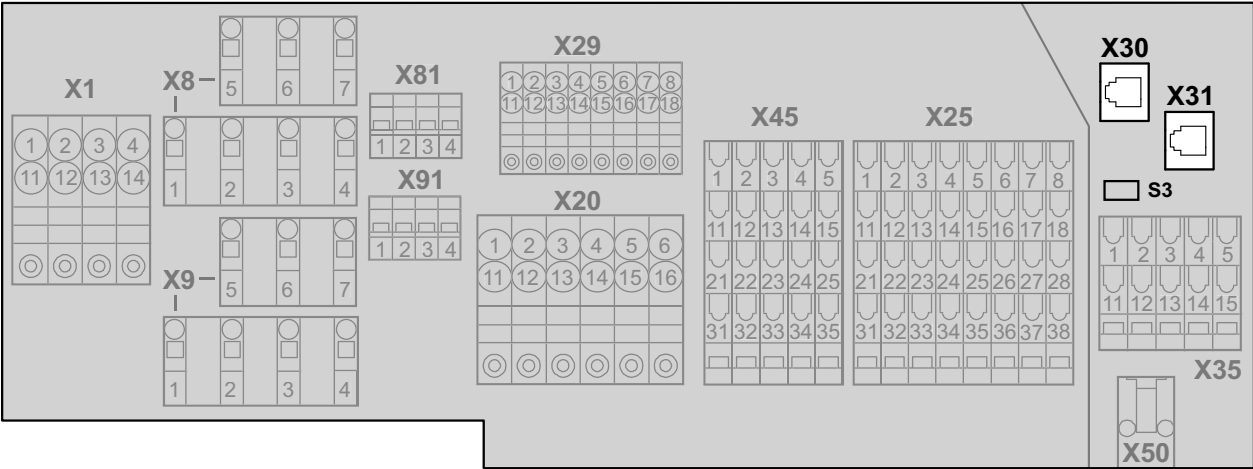 X1
1 2 3 4
11 12 13 14
X8
5 6 7
1 2 3 4
X9
5 6 7
1 2 3 4
X81
1 2 3 4
X91
1 2 3 4
X29
1 2 3 4 5 6 7 8
11 12 13 14 15 16 17 18
X20
1 2 3 4 5 6
11 12 13 14 15 16
X45
1 2 3 4 5
11 12 13 14 15
21 22 23 24 25
31 32 33 34 35
X25
1 2 3 4 5 6 7 8
11 12 13 14 15 16 17 18
21 22 23 24 25 26 27 28
31 32 33 34 35 36 37 38
X30
X31
S3
1 2 3 4 5
11 12 13 14 15
X35
X50